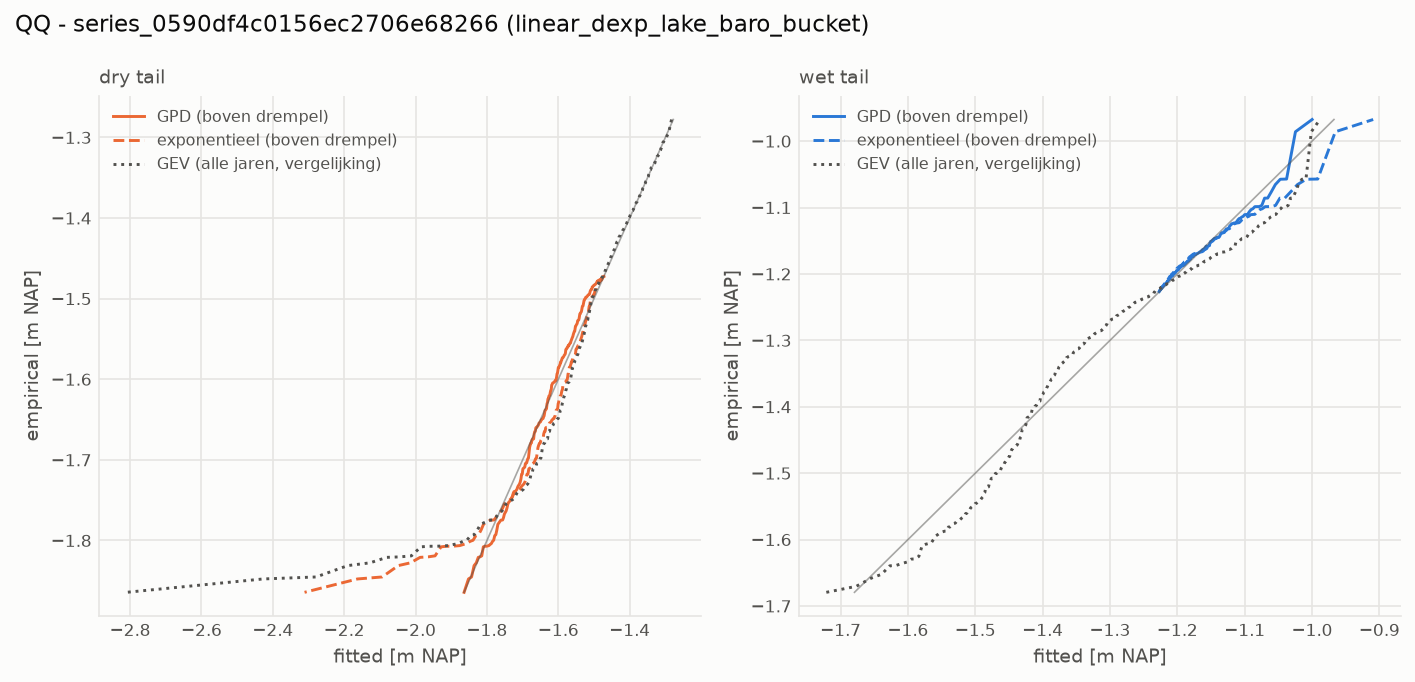 QQ - series_0590df4c0156ec2706e68266 (linear_dexp_lake_baro_bucket)
dry tail
GPD (boven drempel)
exponentieel (boven drempel)
GEV (alle jaren, vergelijking)
−1.3
−1.4
−1.5
−1.6
−1.7
−1.8
empirical [m NAP]
−2.8 −2.6 −2.4 −2.2 −2.0 −1.8 −1.6 −1.4
fitted [m NAP]
wet tail
GPD (boven drempel)
exponentieel (boven drempel)
GEV (alle jaren, vergelijking)
−1.0
−1.1
−1.2
−1.3
−1.4
−1.5
−1.6
−1.7
empirical [m NAP]
−1.7 −1.6 −1.5 −1.4 −1.3 −1.2 −1.1 −1.0 −0.9
fitted [m NAP]